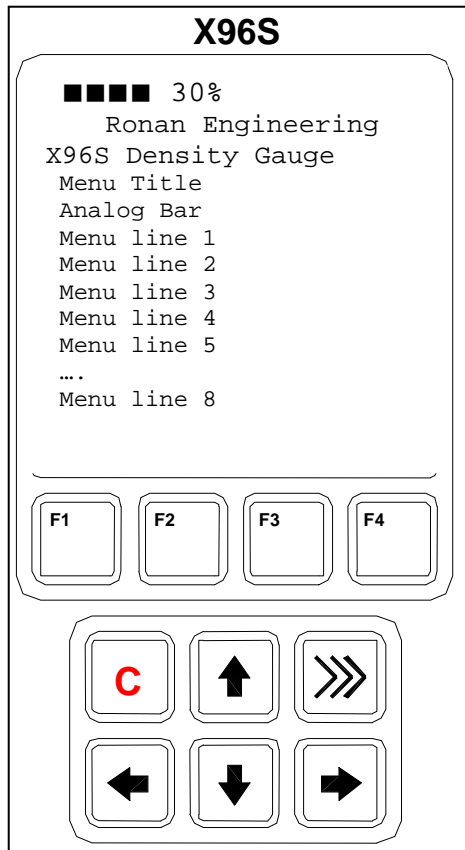 X96S
■■■■ 30%
Ronan Engineering
X96S Density Gauge
Menu Title
Analog Bar
Menu line 1
Menu line 2
Menu line 3
Menu line 4
Menu line 5
….
Menu line 8
F1 F2 F3 F4
C